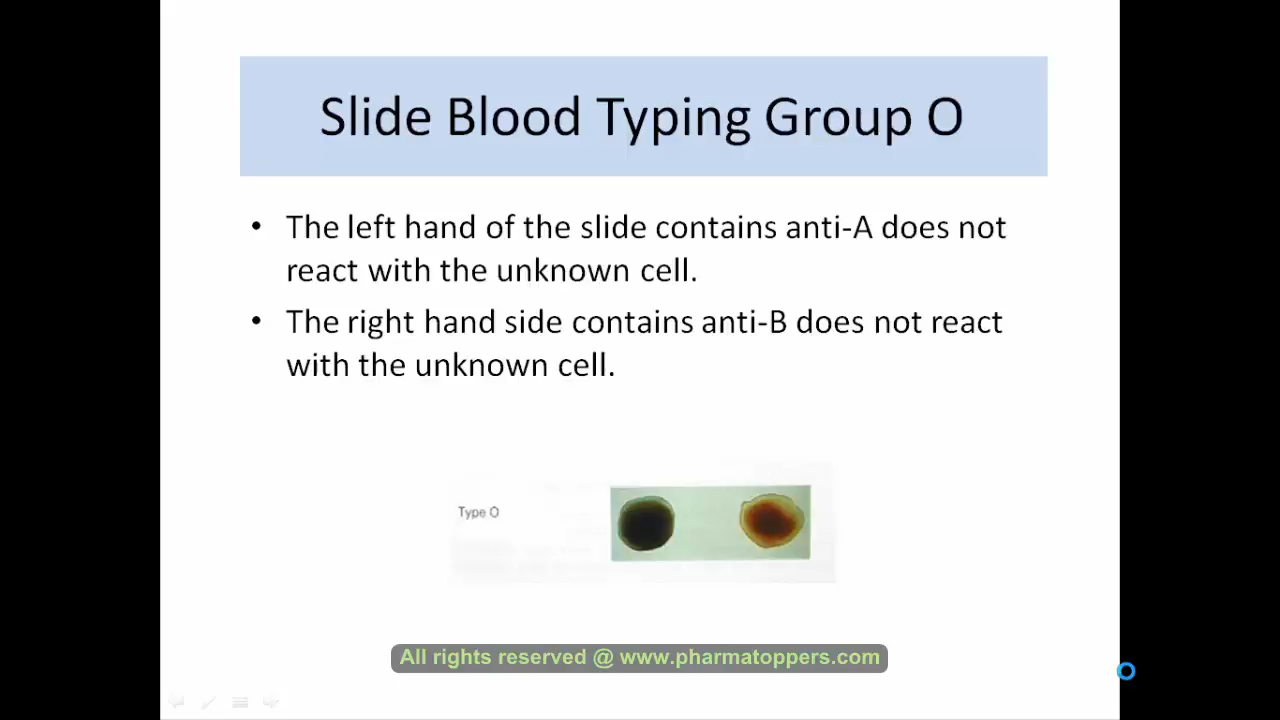 Slide Blood Typing Group O
• The left hand of the slide contains anti-A does not
react with the unknown cell.
• The right hand side contains anti-B does not react
with the unknown cell.
Type O
All rights reserved @ www.pharmatoppers.com